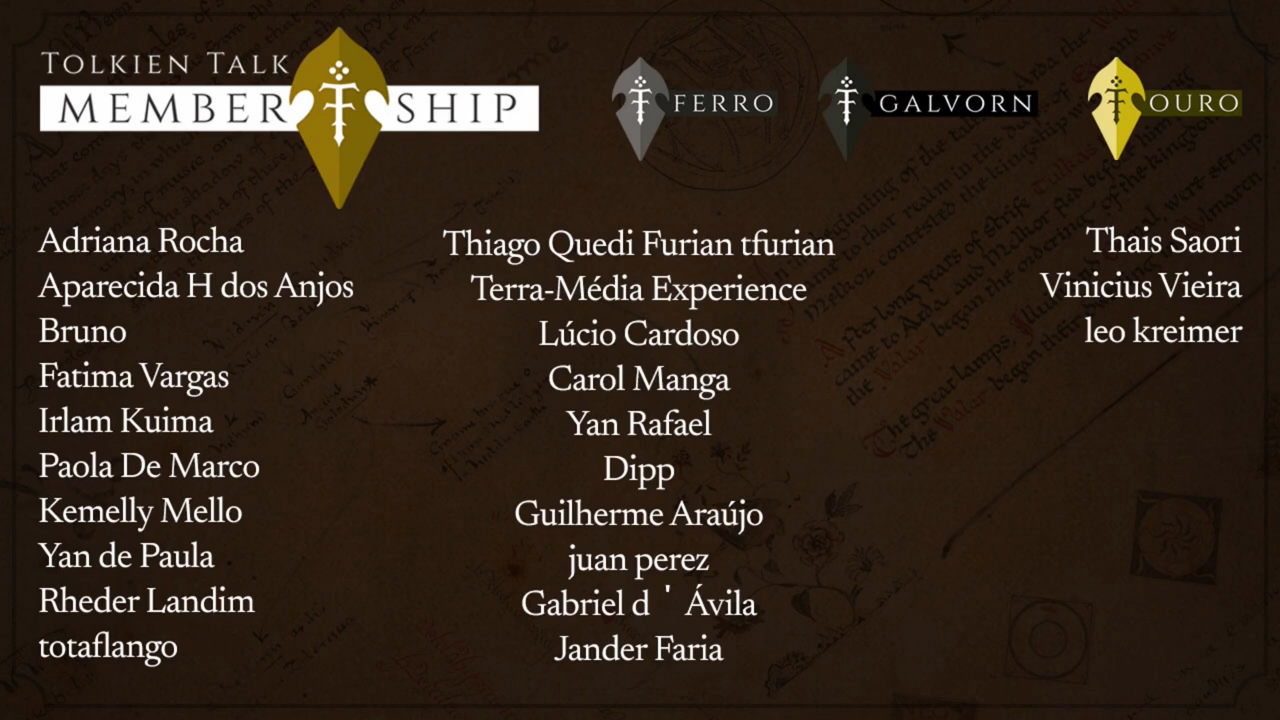 TOLKIEN TALK
MEMBERSHIP
FERRO
GALVORN
OURO
Adriana Rocha
Aparecida H dos Anjos
Bruno
Fatima Vargas
Irlam Kuima
Paola De Marco
Kemelly Mello
Yan de Paula
Rheder Landim
totaflango
Thiago Quedi Furian tfurian
Terra-Média Experience
Lúcio Cardoso
Carol Manga
Yan Rafael
Dipp
Guilherme Araújo
juan perez
Gabriel d ' Ávila
Jander Faria
Thais Saori
Vinicius Vieira
leo kreimer